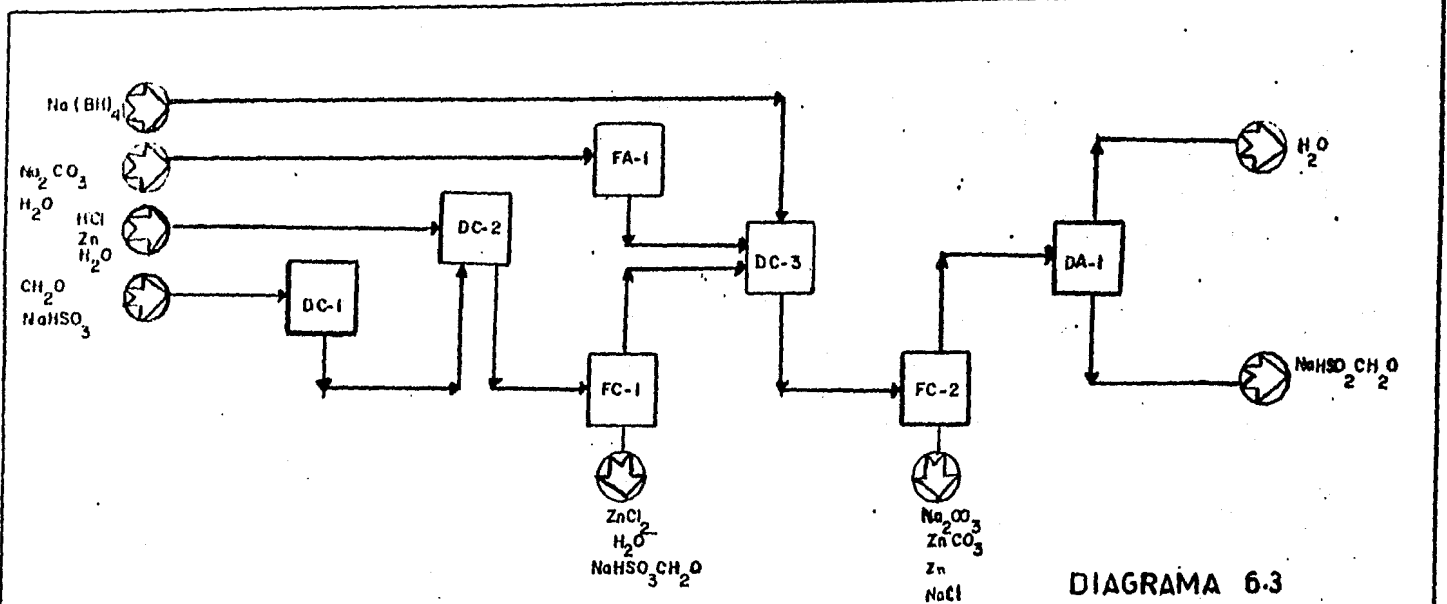 Na(BH)4
Na2CO3
H2O
HCl
Zn
H2O
CH2O
NaHSO3
FA-1
DC-2
DC-1
DC-3
FC-1
FC-2
DA-1
H2O
NaHSO2CH2O
ZnCl2
H2O
NaHSO3CH2O
Na2CO3
ZnCO3
Zn
NaCl
DIAGRAMA 6.3